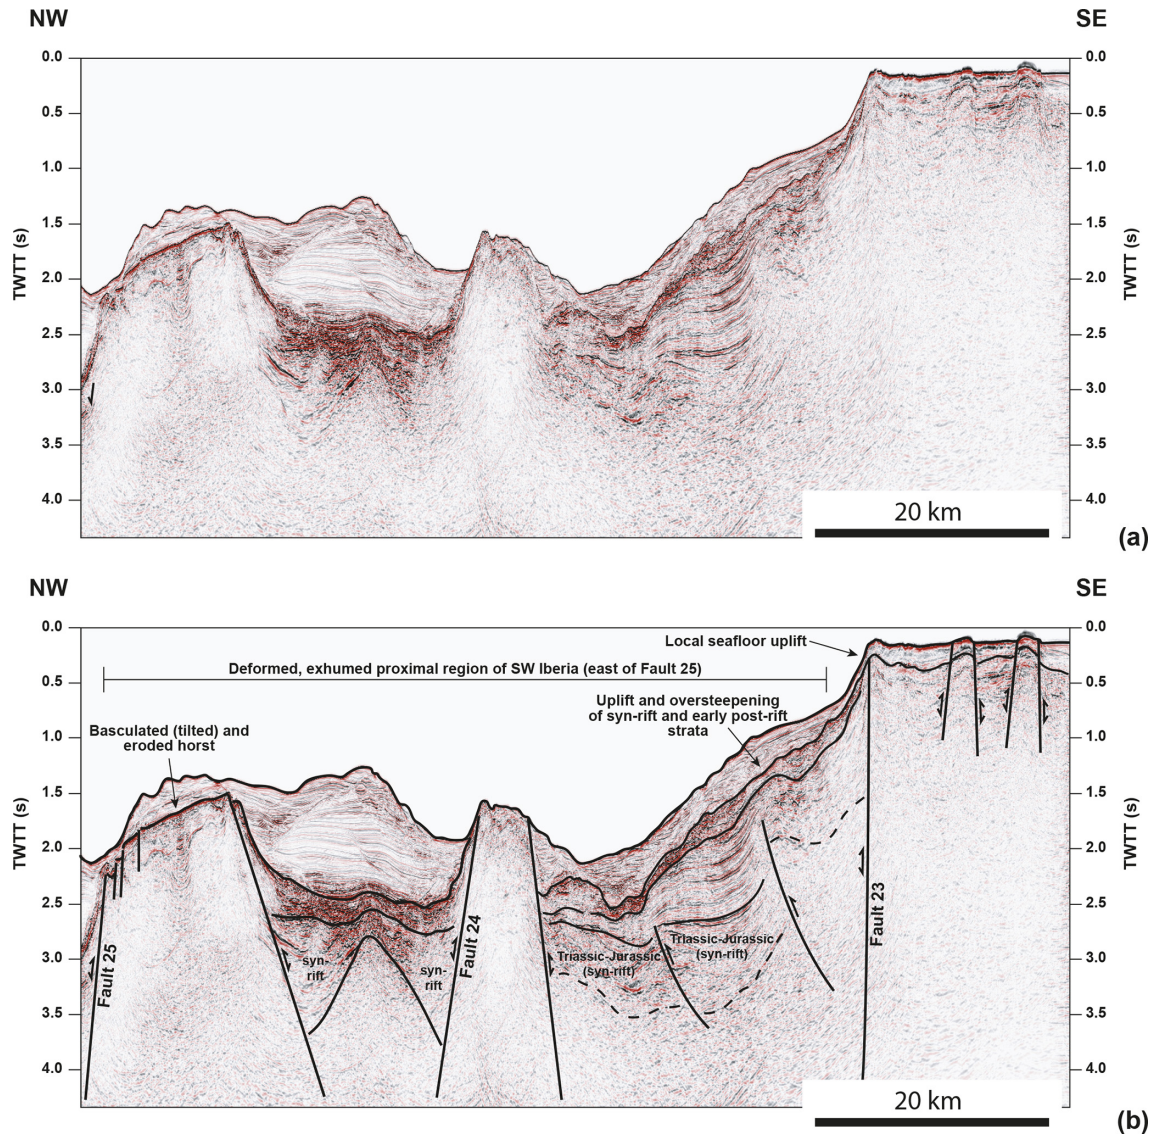 NW
SE
0.0
0.0
0.5
0.5
1.0
1.0
1.5
1.5
TWTT (s)
TWTT (s)
2.0
2.0
2.5
2.5
3.0
3.0
3.5
3.5
4.0
4.0
20 km
(a)
NW
SE
0.0
0.0
Local seafloor uplift
Deformed, exhumed proximal region of SW Iberia (east of Fault 25)
0.5
0.5
Uplift and oversteepening
of syn-rift and early post-rift
strata
Basculated (tilted) and
eroded horst
1.0
1.0
1.5
1.5
TWTT (s)
TWTT (s)
2.0
2.0
2.5
2.5
Fault 25
syn-
rift
syn-
rift
Fault 24
Triassic-Jurassic
(syn-rift)
Triassic-Jurassic
(syn-rift)
Fault 23
3.0
3.0
3.5
3.5
4.0
4.0
20 km
(b)